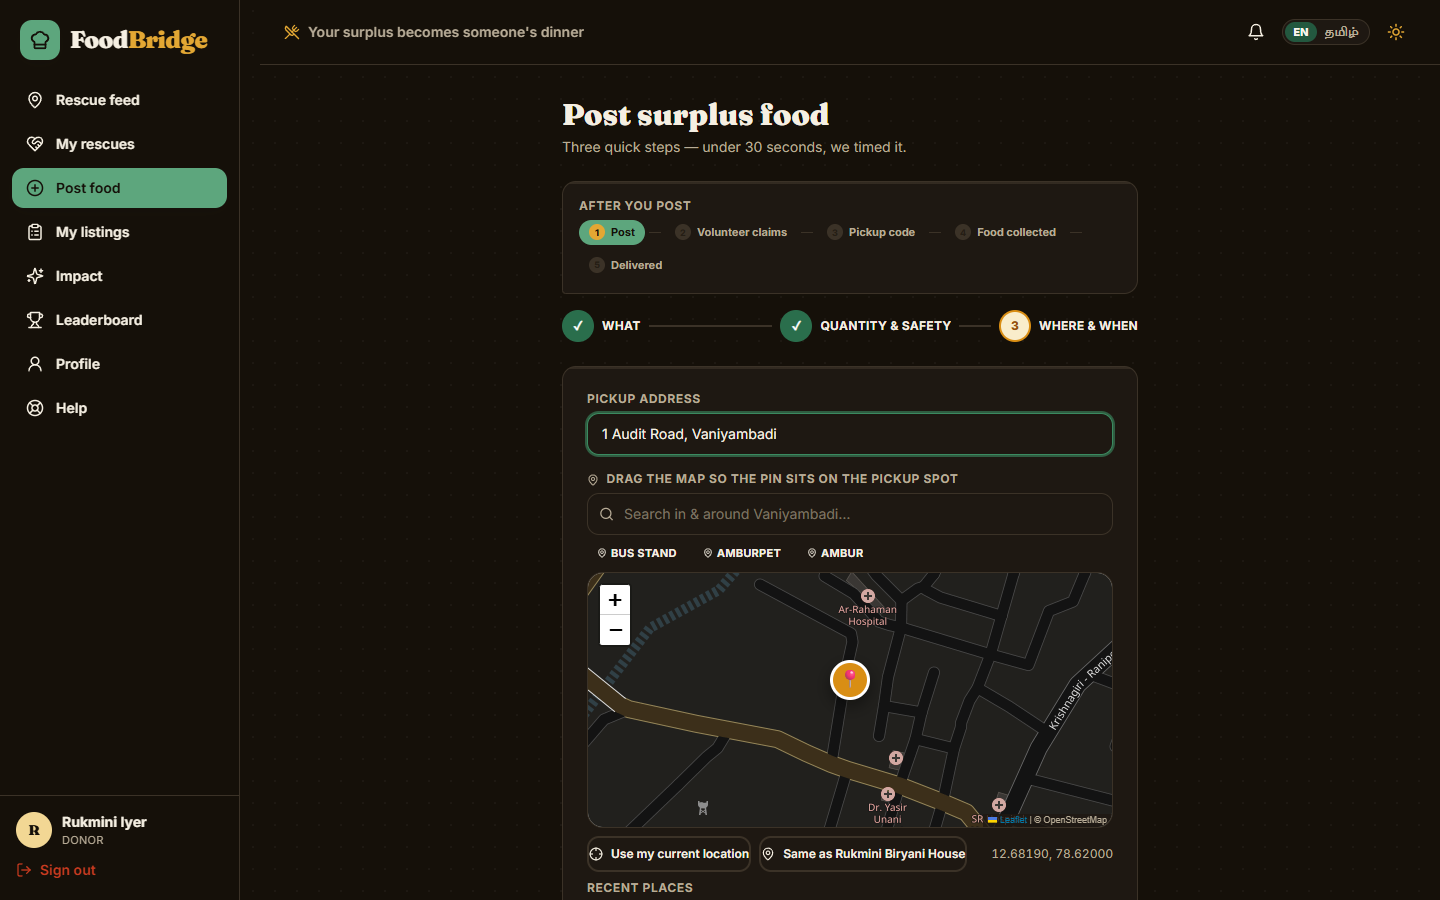 FoodBridge
Your surplus becomes someone's dinner
EN தமிழ்
Rescue feed
My rescues
Post food
My listings
Impact
Leaderboard
Profile
Help
R
Rukmini Iyer
DONOR
Sign out
Post surplus food
Three quick steps — under 30 seconds, we timed it.
AFTER YOU POST
1 Post — 2 Volunteer claims — 3 Pickup code — 4 Food collected —
5 Delivered
✓ WHAT ✓ QUANTITY & SAFETY 3 WHERE & WHEN
PICKUP ADDRESS
1 Audit Road, Vaniyambadi
DRAG THE MAP SO THE PIN SITS ON THE PICKUP SPOT
Search in & around Vaniyambadi...
BUS STAND AMBURPET AMBUR
+
−
Ar-Rahaman
Hospital
Krishnagiri - Ranip
Dr. Yasir
Unani
SR
Leaflet | © OpenStreetMap
Use my current location Same as Rukmini Biryani House 12.68190, 78.62000
RECENT PLACES